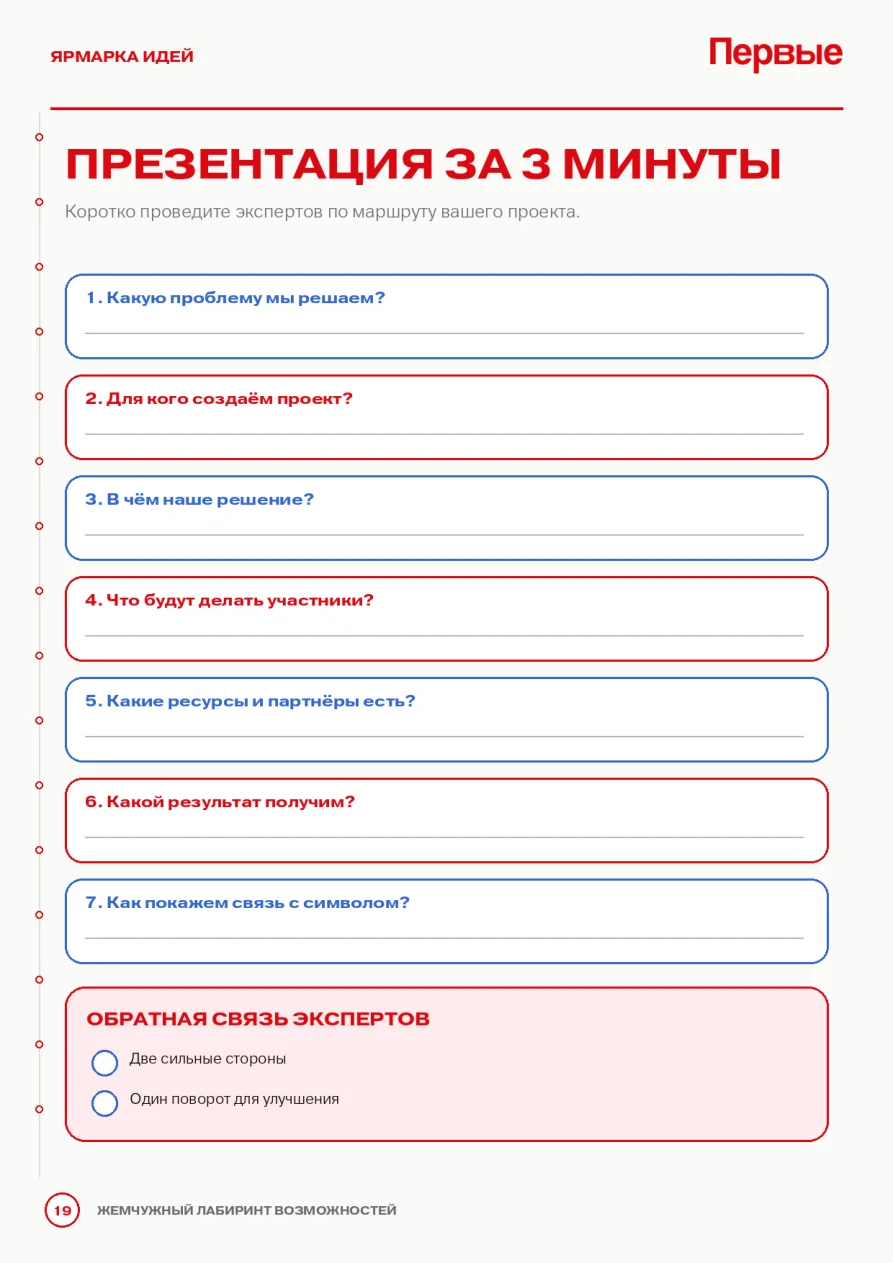 ЯРМАРКА ИДЕЙ
Первые
ПРЕЗЕНТАЦИЯ ЗА 3 МИНУТЫ
Коротко проведите экспертов по маршруту вашего проекта.
1. Какую проблему мы решаем?
2. Для кого создаём проект?
3. В чём наше решение?
4. Что будут делать участники?
5. Какие ресурсы и партнёры есть?
6. Какой результат получим?
7. Как покажем связь с символом?
ОБРАТНАЯ СВЯЗЬ ЭКСПЕРТОВ
Две сильные стороны
Один поворот для улучшения
19 ЖЕМЧУЖНЫЙ ЛАБИРИНТ ВОЗМОЖНОСТЕЙ